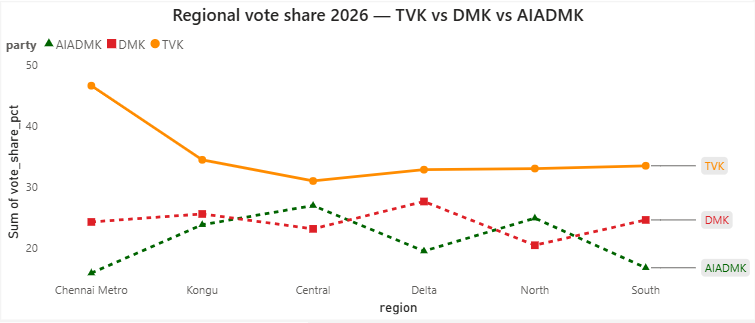 Regional vote share 2026 — TVK vs DMK vs AIADMK
party AIADMK DMK TVK
Sum of vote_share_pct
50
40
30
20
TVK
DMK
AIADMK
Chennai Metro Kongu Central Delta North South
region